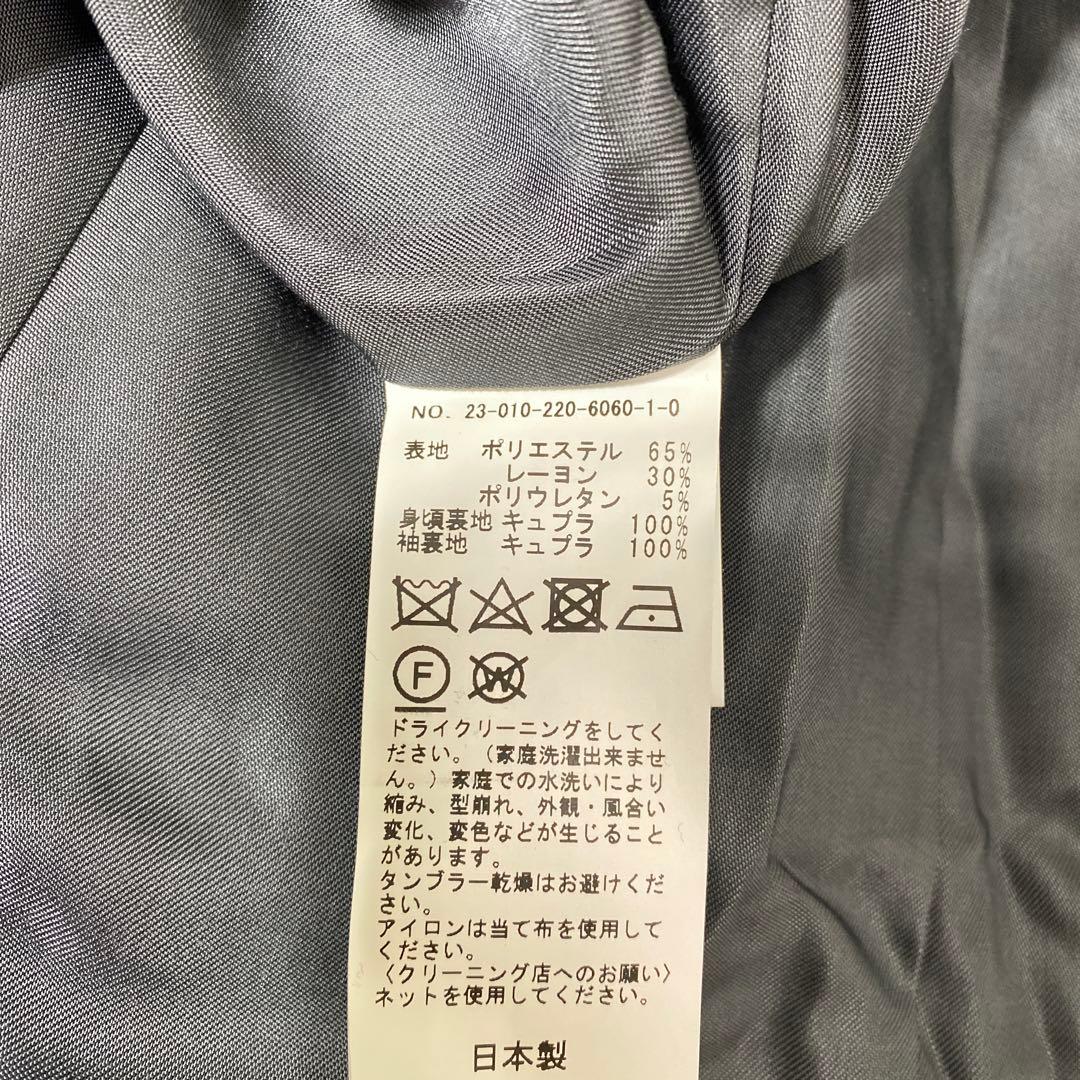 NO. 23-010-220-6060-1-0
表地 ポリエステル 65%
レーヨン 30%
ポリウレタン 5%
身頃裏地 キュプラ 100%
袖裏地 キュプラ 100%
F W
ドライクリーニングをしてく
ださい。（家庭洗濯出来ませ
ん。）家庭での水洗いにより
縮み、型崩れ、外観・風合い
変化、変色などが生じること
があります。
タンブラー乾燥はお避けくだ
さい。
アイロンは当て布を使用して
ください。
〈クリーニング店へのお願い〉
ネットを使用してください。
日本製